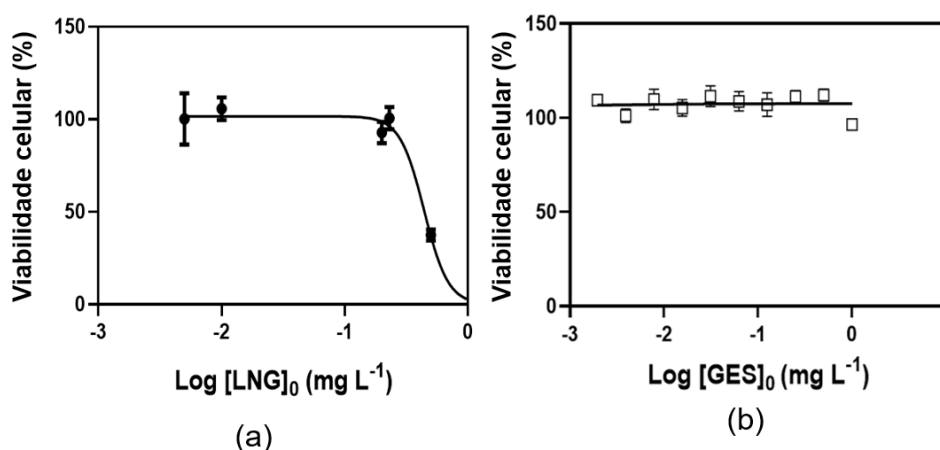 Viabilidade celular (%)
150
100
50
0
-3
-2
-1
0
Log [LNG]₀ (mg L⁻¹)
(a)
Viabilidade celular (%)
150
100
50
0
-3
-2
-1
0
Log [GES]₀ (mg L⁻¹)
(b)